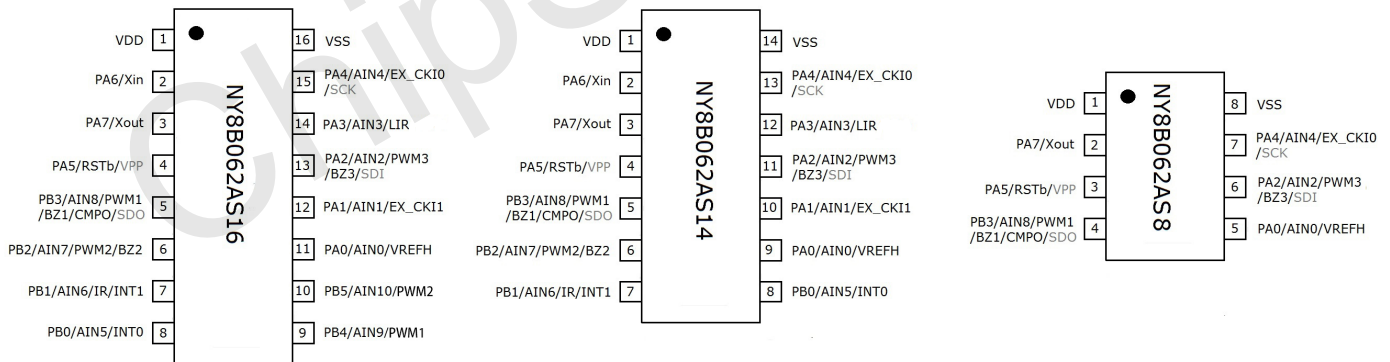 VDD 1
PA6/Xin 2
PA7/Xout 3
PA5/RSTb/VPP 4
PB3/AIN8/PWM1
/BZ1/CMPO/SDO 5
PB2/AIN7/PWM2/BZ2 6
PB1/AIN6/IR/INT1 7
PB0/AIN5/INT0 8
NY8B062AS16
16 VSS
15 PA4/AIN4/EX_CKI0
/SCK
14 PA3/AIN3/LIR
13 PA2/AIN2/PWM3
/BZ3/SDI
12 PA1/AIN1/EX_CKI1
11 PA0/AIN0/VREFH
10 PB5/AIN10/PWM2
9 PB4/AIN9/PWM1
VDD 1
PA6/Xin 2
PA7/Xout 3
PA5/RSTb/VPP 4
PB3/AIN8/PWM1
/BZ1/CMPO/SDO 5
PB2/AIN7/PWM2/BZ2 6
PB1/AIN6/IR/INT1 7
NY8B062AS14
14 VSS
13 PA4/AIN4/EX_CKI0
/SCK
12 PA3/AIN3/LIR
11 PA2/AIN2/PWM3
/BZ3/SDI
10 PA1/AIN1/EX_CKI1
9 PA0/AIN0/VREFH
8 PB0/AIN5/INT0
VDD 1
PA7/Xout 2
PA5/RSTb/VPP 3
PB3/AIN8/PWM1
/BZ1/CMPO/SDO 4
NY8B062AS8
8 VSS
7 PA4/AIN4/EX_CKI0
/SCK
6 PA2/AIN2/PWM3
/BZ3/SDI
5 PA0/AIN0/VREFH